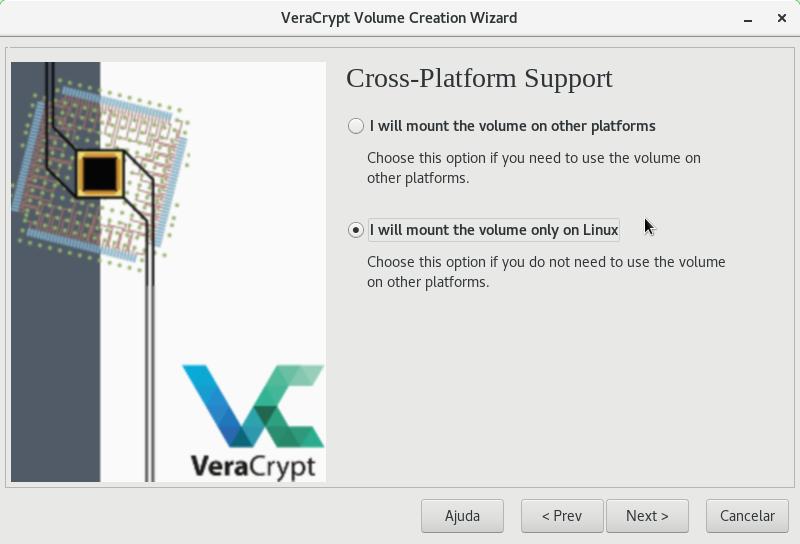 VeraCrypt Volume Creation Wizard
Cross-Platform Support
I will mount the volume on other platforms
Choose this option if you need to use the volume on
other platforms.
I will mount the volume only on Linux
Choose this option if you do not need to use the volume
on other platforms.
VeraCrypt
Ajuda
< Prev
Next >
Cancelar